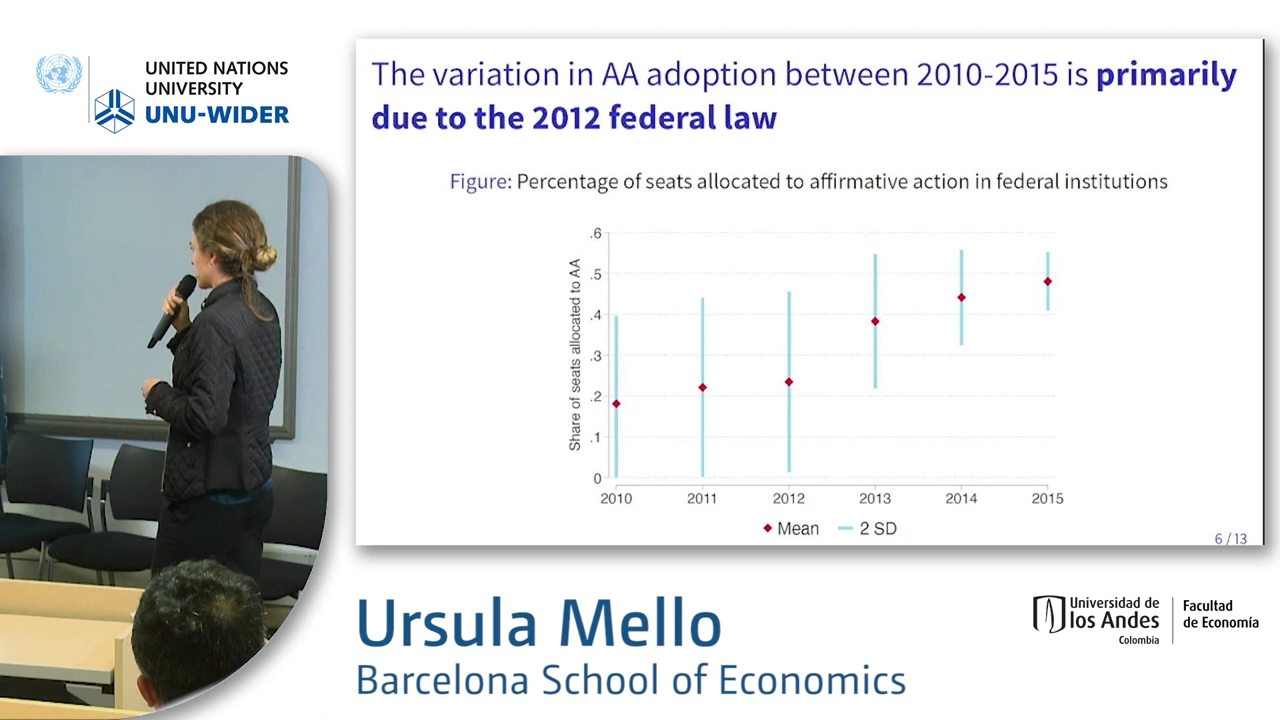 UNITED NATIONS
UNIVERSITY
UNU-WIDER
The variation in AA adoption between 2010-2015 is primarily
due to the 2012 federal law
Figure: Percentage of seats allocated to affirmative action in federal institutions
Share of seats allocated to AA
.6
.5
.4
.3
.2
.1
0
2010 2011 2012 2013 2014 2015
Mean 2 SD
6 / 13
Ursula Mello
Barcelona School of Economics
Universidad de
los Andes
Colombia
Facultad
de Economía